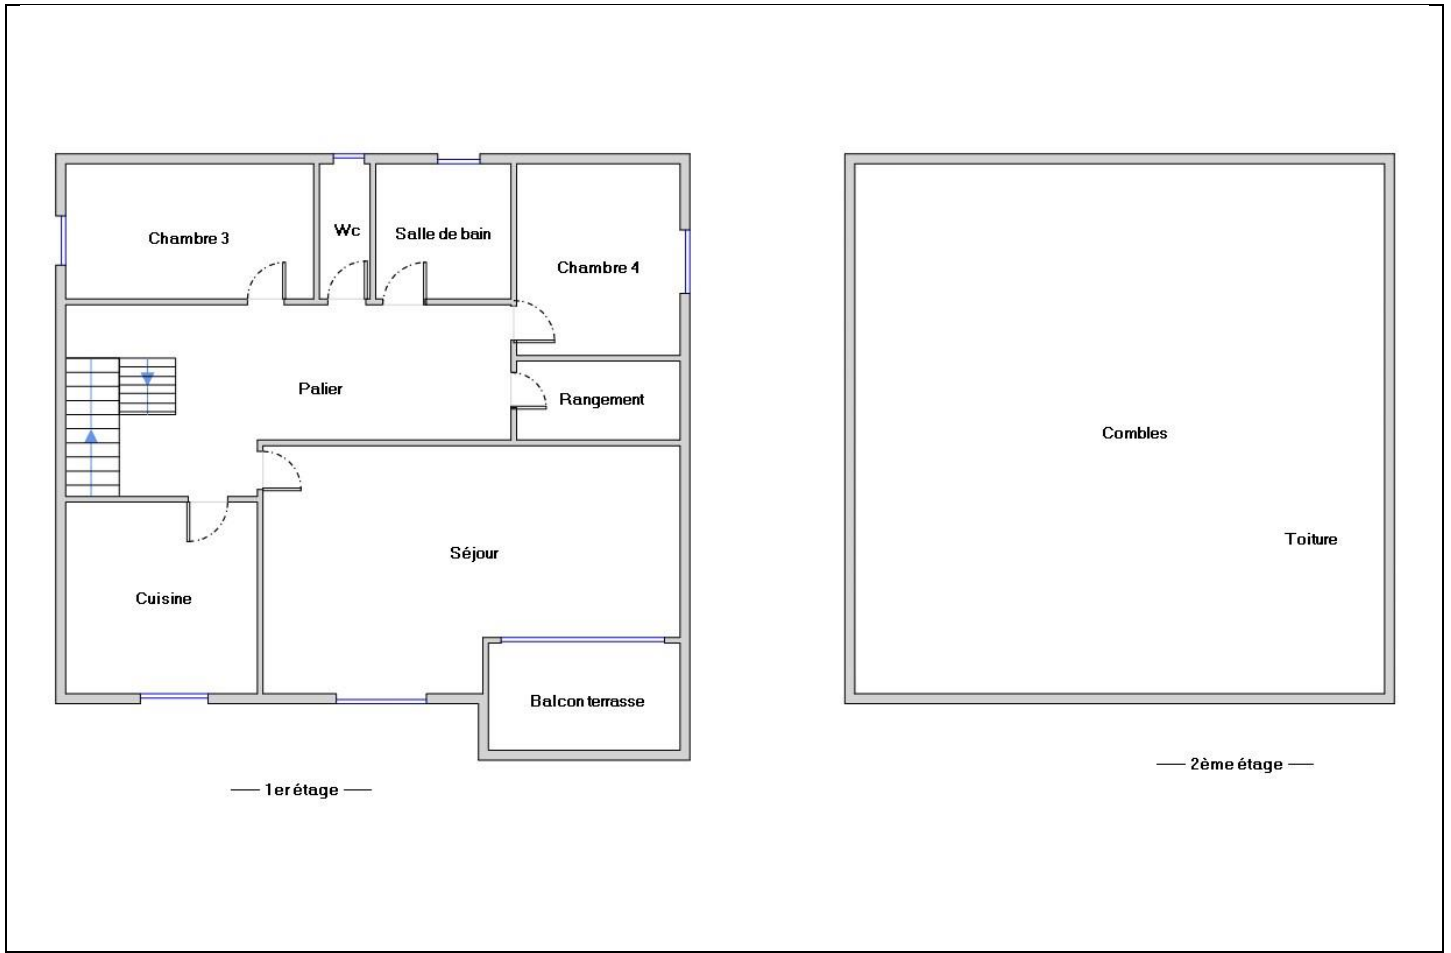 Chambre 3
Wc
Salle de bain
Chambre 4
Palier
Rangement
Séjour
Cuisine
Balcon terrasse
1er étage
Combles
Toiture
2ème étage